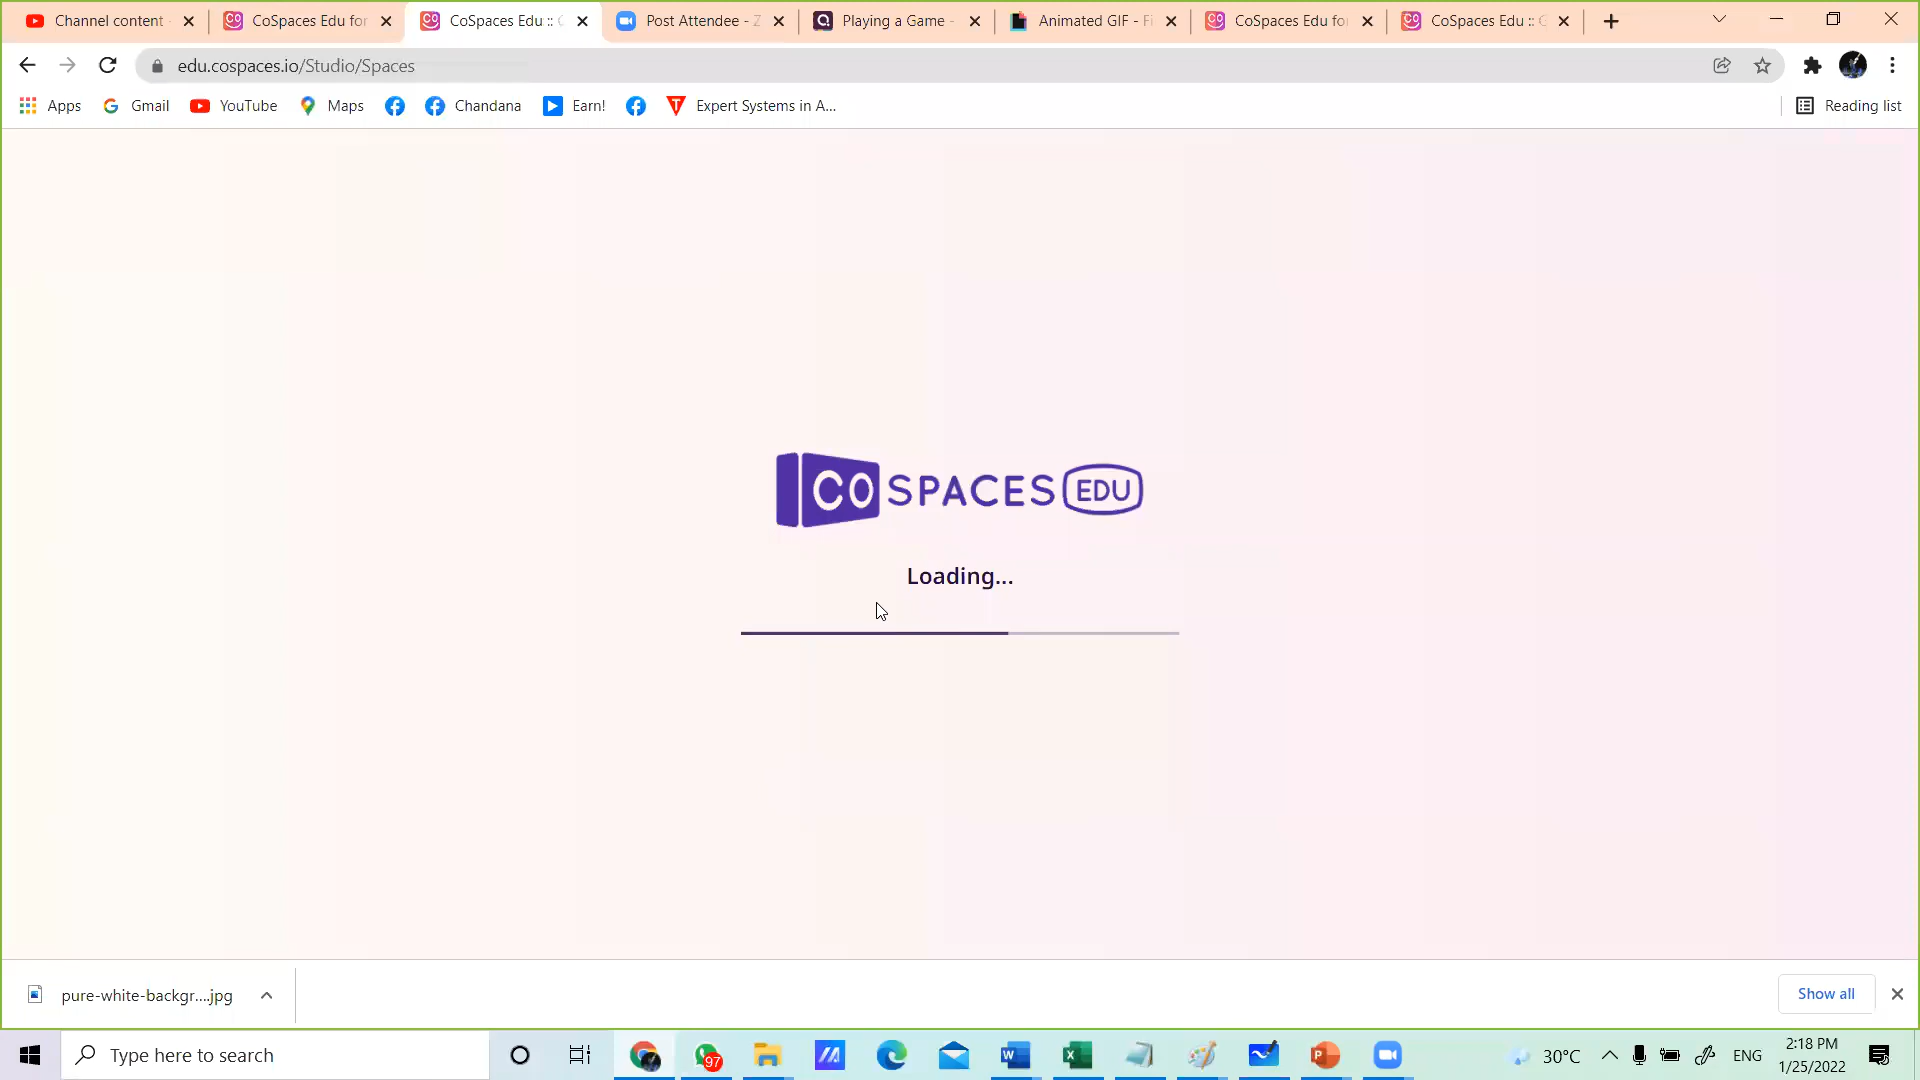 Channel content
CoSpaces Edu for
CoSpaces Edu ::
Post Attendee - Z
Playing a Game -
Animated GIF - Fi
CoSpaces Edu for
CoSpaces Edu ::
edu.cospaces.io/Studio/Spaces
Apps
Gmail
YouTube
Maps
Chandana
Earn!
Expert Systems in A...
Reading list
CO SPACES EDU
Loading...
pure-white-backgr....jpg
Show all
Type here to search
97
30°C
ENG
2:18 PM
1/25/2022